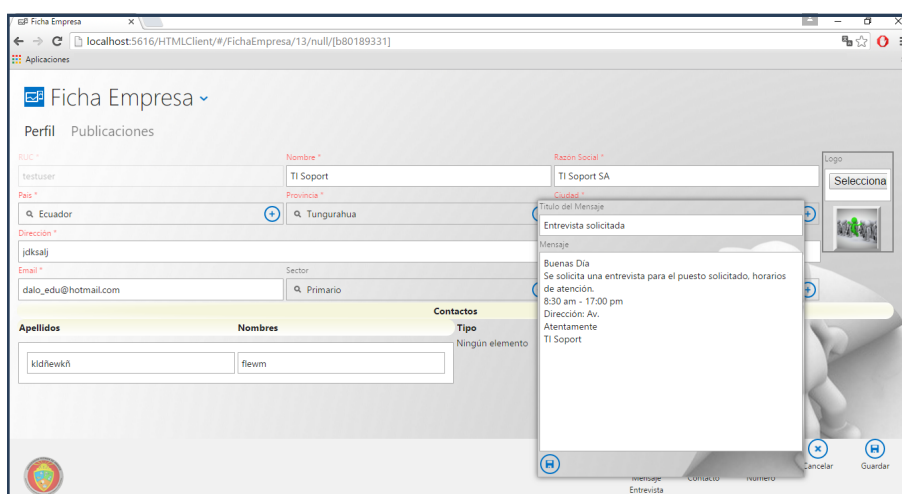 Ficha Empresa
localhost:5616/HTMLClient/#/FichaEmpresa/13/null/[b80189331]
Aplicaciones
Ficha Empresa
Perfil Publicaciones
RUC * Nombre * Razón Social * Logo
testuser TI Soport TI Soport SA Selecciona
Pais * Provincia * Ciudad *
Ecuador Tungurahua
Titulo del Mensaje
Entrevista solicitada
Dirección *
jdksalj
Mensaje
Buenas Día
Se solicita una entrevista para el puesto solicitado, horarios
de atención.
8:30 am - 17:00 pm
Dirección: Av.
Atentamente
TI Soport
Email * Sector
dalo_edu@hotmail.com Primario
Contactos
Apellidos Nombres Tipo
Ningún elemento
kldñewkñ flewm
Mensaje Contacto Numero Cancelar Guardar
Entrevista